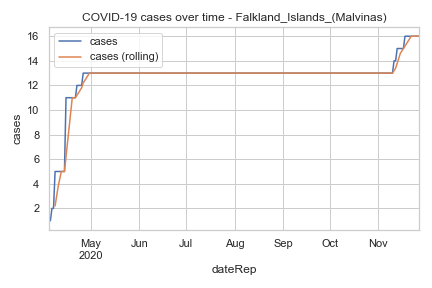 COVID-19 cases over time - Falkland_Islands_(Malvinas)
cases
cases (rolling)
cases
16
14
12
10
8
6
4
2
May Jun Jul Aug Sep Oct Nov
2020
dateRep